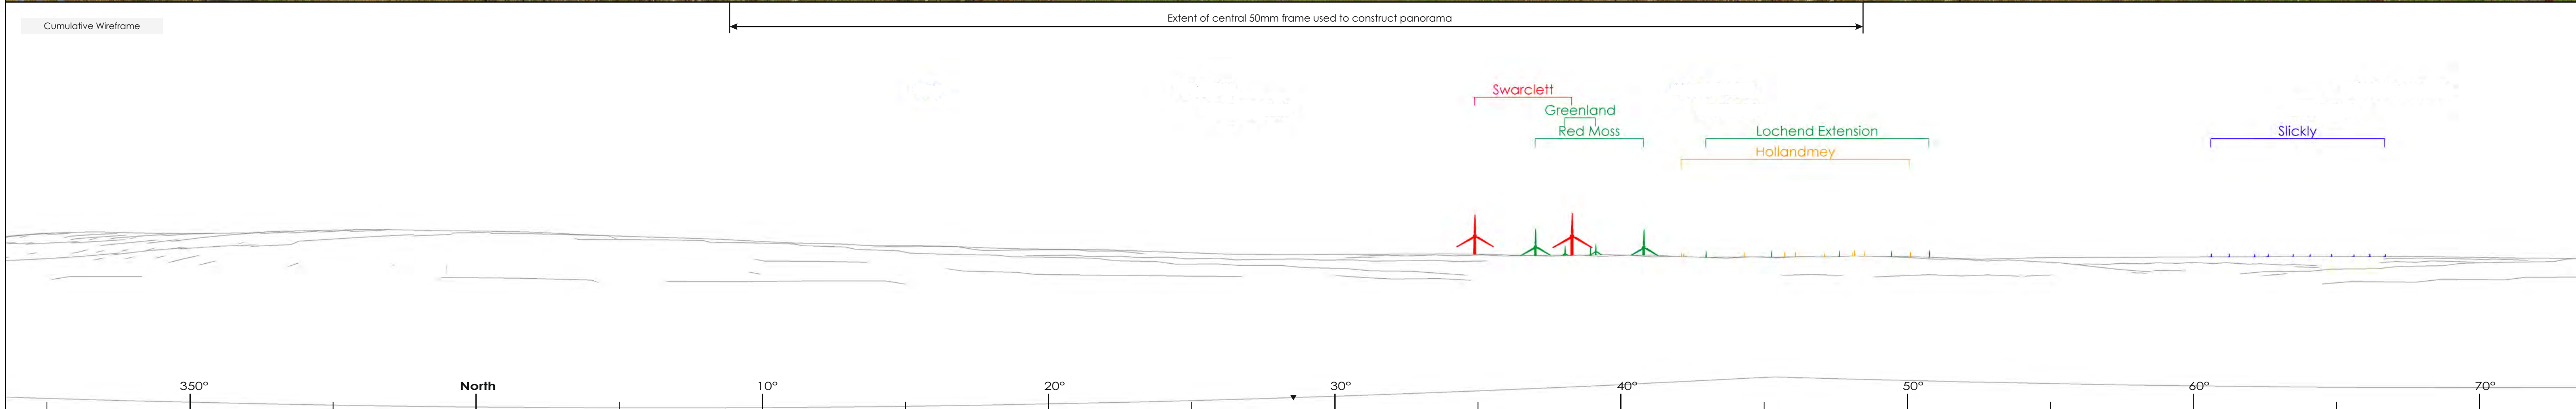 Extent of central 50mm frame used to construct panorama
Cumulative Wireframe
Swarclett
Greenland
Red Moss
Lochend Extension
Slickly
Hollandmey
350°
North
10°
20°
30°
40°
50°
60°
70°